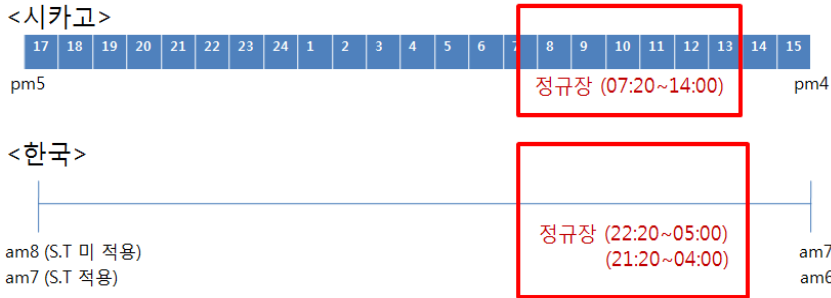 <시카고>
17 18 19 20 21 22 23 24 1 2 3 4 5 6 7 8 9 10 11 12 13 14 15
pm5 정규장 (07:20~14:00) pm4
<한국>
정규장 (22:20~05:00)
am8 (S.T 미 적용) (21:20~04:00) am7
am7 (S.T 적용) am6